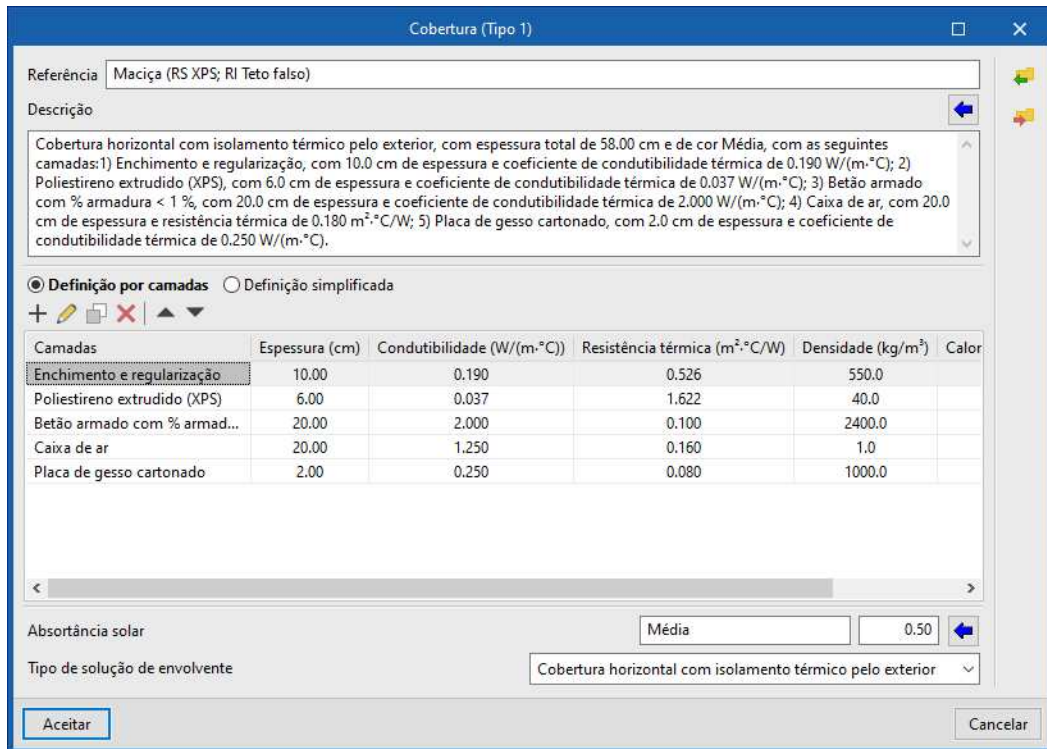 Cobertura (Tipo 1)
Referência Maciça (RS XPS; RI Teto falso)
Descrição
Cobertura horizontal com isolamento térmico pelo exterior, com espessura total de 58.00 cm e de cor Média, com as seguintes
camadas:1) Enchimento e regularização, com 10.0 cm de espessura e coeficiente de condutibilidade térmica de 0.190 W/(m·°C); 2)
Poliestireno extrudido (XPS), com 6.0 cm de espessura e coeficiente de condutibilidade térmica de 0.037 W/(m·°C); 3) Betão armado
com % armadura < 1 %, com 20.0 cm de espessura e coeficiente de condutibilidade térmica de 2.000 W/(m·°C); 4) Caixa de ar, com 20.0
cm de espessura e resistência térmica de 0.180 m²·°C/W; 5) Placa de gesso cartonado, com 2.0 cm de espessura e coeficiente de
condutibilidade térmica de 0.250 W/(m·°C).
Definição por camadas Definição simplificada
Camadas Espessura (cm) Condutibilidade (W/(m·°C)) Resistência térmica (m²·°C/W) Densidade (kg/m³) Calor
Enchimento e regularização 10.00 0.190 0.526 550.0
Poliestireno extrudido (XPS) 6.00 0.037 1.622 40.0
Betão armado com % armad... 20.00 2.000 0.100 2400.0
Caixa de ar 20.00 1.250 0.160 1.0
Placa de gesso cartonado 2.00 0.250 0.080 1000.0
Absortância solar Média 0.50
Tipo de solução de envolvente Cobertura horizontal com isolamento térmico pelo exterior
Aceitar Cancelar